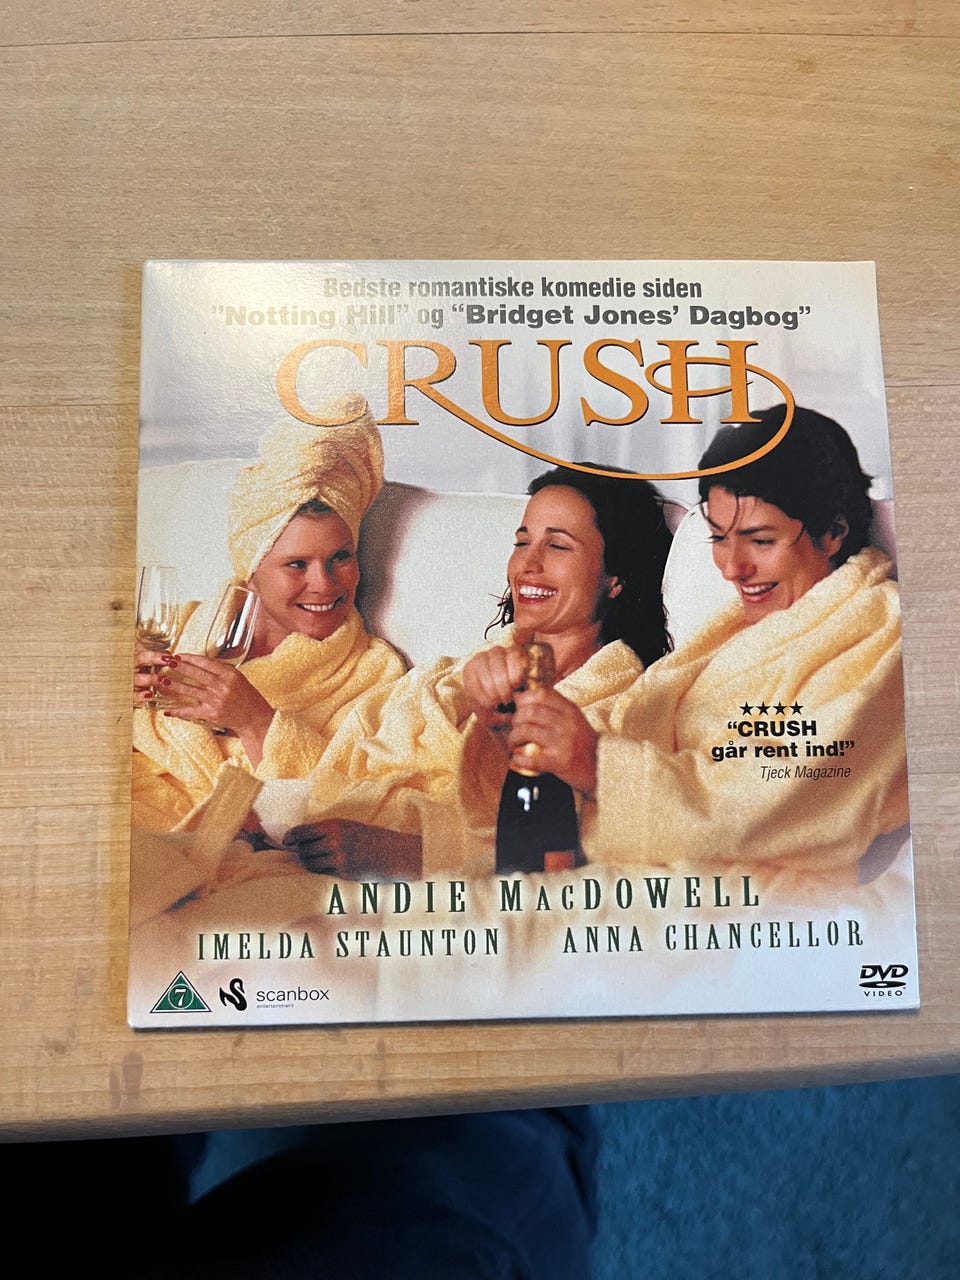 Bedste romantiske komedie siden
"Notting Hill" og "Bridget Jones' Dagbog"
CRUSH
★★★★
"CRUSH
går rent ind!"
Tjeck Magazine
ANDIE MACDOWELL
IMELDA STAUNTON ANNA CHANCELLOR
7 scanbox
entertainment
DVD
VIDEO